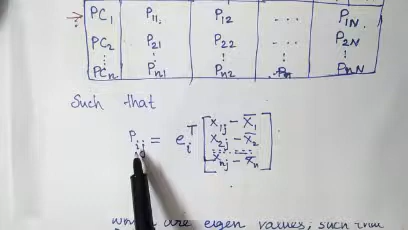 PC1 P11 P12 ... P1N
PC2 P21 P22 ... P2N
: : : :
PCn Pn1 Pn2 Pn PnN
Such that
Pij = ei^T [ x1j - X̄1
x2j - X̄2
xnj - x̄n ]
are eigen values, such that